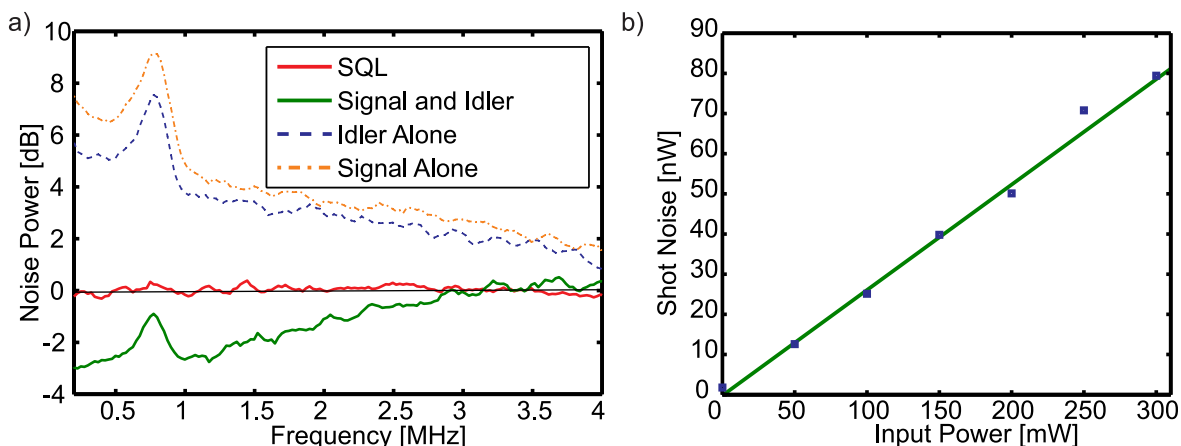 a)
Noise Power [dB]
10
8
6
4
2
0
-2
-4
SQL
Signal and Idler
Idler Alone
Signal Alone
0.5 1 1.5 2 2.5 3 3.5 4
Frequency [MHz]
b)
Shot Noise [nW]
90
80
70
60
50
40
30
20
10
0
0 50 100 150 200 250 300
Input Power [mW]